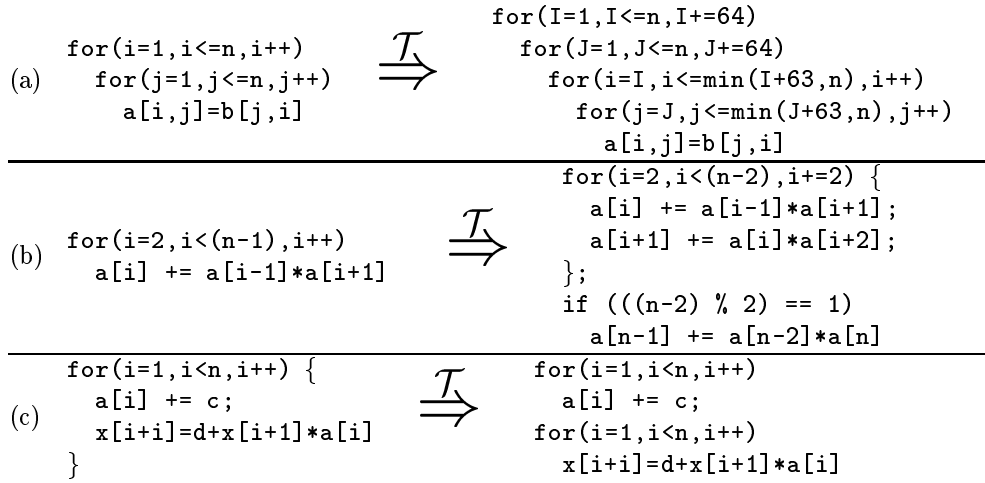 (a)
for(i=1,i<=n,i++)
  for(j=1,j<=n,j++)
    a[i,j]=b[j,i]
T
⇒
for(I=1,I<=n,I+=64)
  for(J=1,J<=n,J+=64)
    for(i=I,i<=min(I+63,n),i++)
      for(j=J,j<=min(J+63,n),j++)
        a[i,j]=b[j,i]
(b)
for(i=2,i<(n-1),i++)
  a[i] += a[i-1]*a[i+1]
T
⇒
for(i=2,i<(n-2),i+=2) {
  a[i] += a[i-1]*a[i+1];
  a[i+1] += a[i]*a[i+2];
};
if (((n-2) % 2) == 1)
  a[n-1] += a[n-2]*a[n]
(c)
for(i=1,i<n,i++) {
  a[i] += c;
  x[i+i]=d+x[i+1]*a[i]
}
T
⇒
for(i=1,i<n,i++)
  a[i] += c;
for(i=1,i<n,i++)
  x[i+i]=d+x[i+1]*a[i]